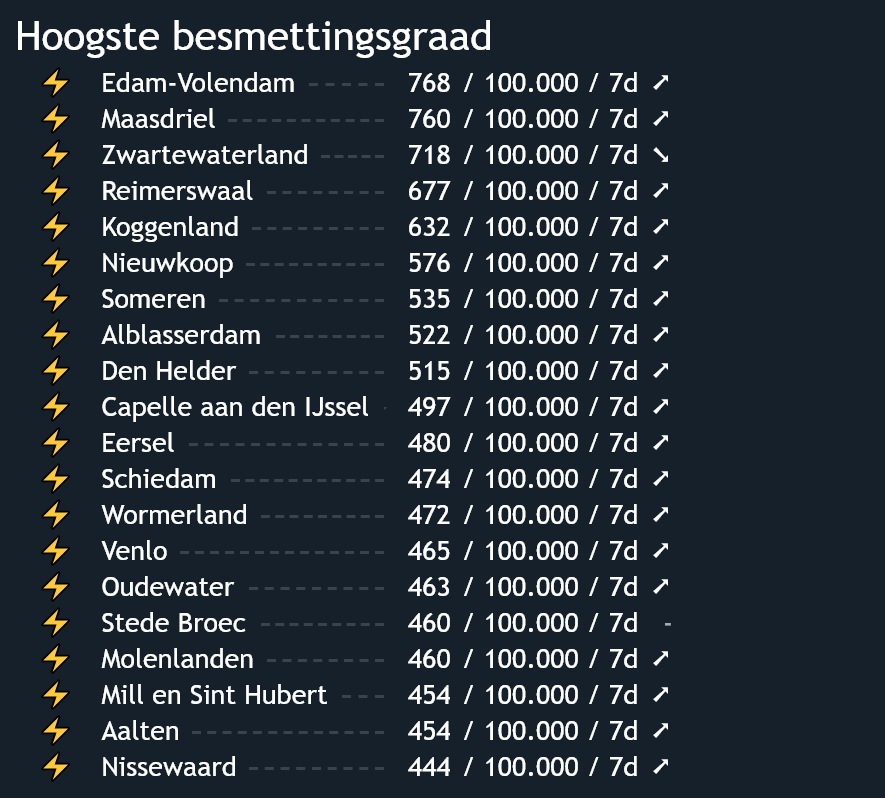 Hoogste besmettingsgraad
⚡ Edam-Volendam ----- 768 / 100.000 / 7d ➚
⚡ Maasdriel ----------- 760 / 100.000 / 7d ➚
⚡ Zwartewaterland ----- 718 / 100.000 / 7d ➘
⚡ Reimerswaal -------- 677 / 100.000 / 7d ➚
⚡ Koggenland --------- 632 / 100.000 / 7d ➚
⚡ Nieuwkoop ---------- 576 / 100.000 / 7d ➚
⚡ Someren ------------ 535 / 100.000 / 7d ➚
⚡ Alblasserdam -------- 522 / 100.000 / 7d ➚
⚡ Den Helder ---------- 515 / 100.000 / 7d ➚
⚡ Capelle aan den IJssel - 497 / 100.000 / 7d ➚
⚡ Eersel -------------- 480 / 100.000 / 7d ➚
⚡ Schiedam ----------- 474 / 100.000 / 7d ➚
⚡ Wormerland --------- 472 / 100.000 / 7d ➚
⚡ Venlo --------------- 465 / 100.000 / 7d ➚
⚡ Oudewater ---------- 463 / 100.000 / 7d ➚
⚡ Stede Broec --------- 460 / 100.000 / 7d -
⚡ Molenlanden -------- 460 / 100.000 / 7d ➚
⚡ Mill en Sint Hubert --- 454 / 100.000 / 7d ➚
⚡ Aalten -------------- 454 / 100.000 / 7d ➚
⚡ Nissewaard ---------- 444 / 100.000 / 7d ➚